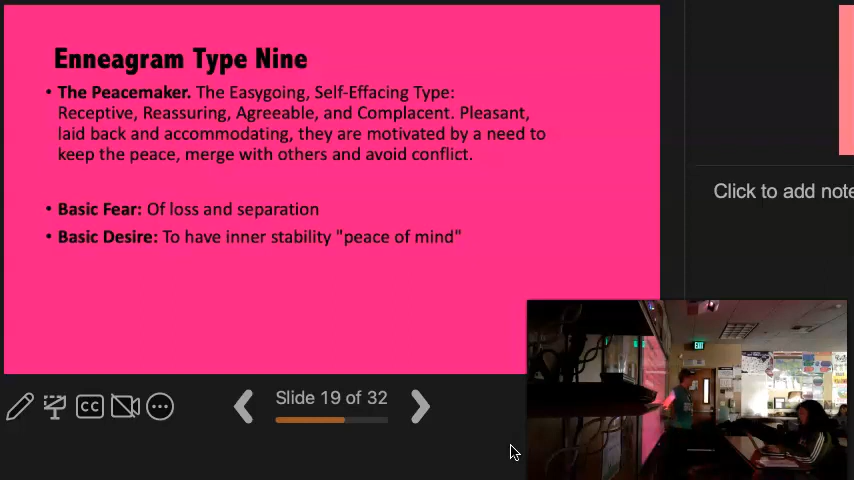 Enneagram Type Nine
• The Peacemaker. The Easygoing, Self-Effacing Type:
Receptive, Reassuring, Agreeable, and Complacent. Pleasant,
laid back and accommodating, they are motivated by a need to
keep the peace, merge with others and avoid conflict.
• Basic Fear: Of loss and separation
• Basic Desire: To have inner stability "peace of mind"
Click to add note
CC
Slide 19 of 32
EXIT